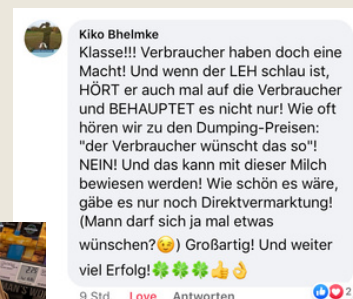 Kiko Bhelmke
Klasse!!! Verbraucher haben doch eine
Macht! Und wenn der LEH schlau ist,
HÖRT er auch mal auf die Verbraucher
und BEHAUPTET es nicht nur! Wie oft
hören wir zu den Dumping-Preisen:
"der Verbraucher wünscht das so"!
NEIN! Und das kann mit dieser Milch
bewiesen werden! Wie schön es wäre,
gäbe es nur noch Direktvermarktung!
(Mann darf sich ja mal etwas
wünschen?😉) Großartig! Und weiter
viel Erfolg!🍀🍀🍀👍👌
9 Std. Love Antworten 2